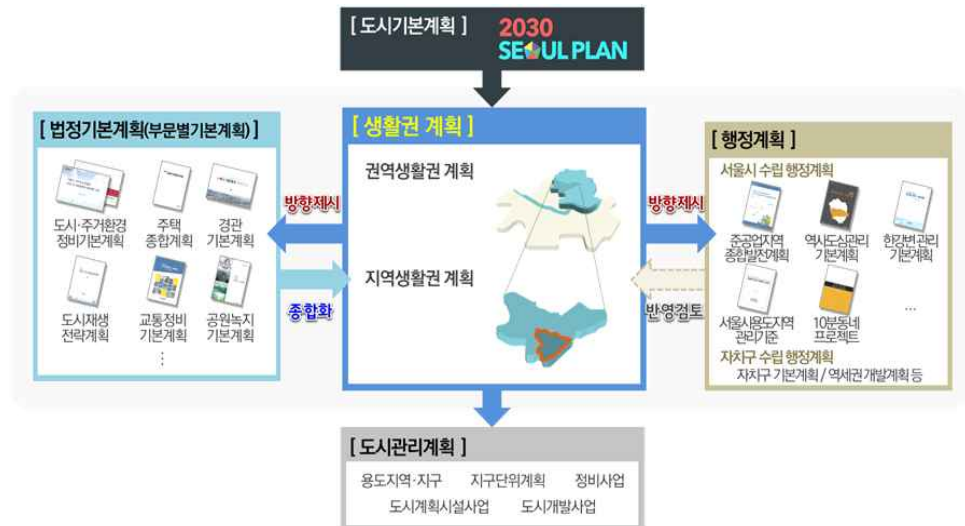 [ 도시기본계획 ]
2030
SEOUL PLAN
[ 법정기본계획(부문별기본계획) ]
도시·주거환경
정비기본계획
주택
종합계획
경관
기본계획
도시재생
전략계획
교통정비
기본계획
공원녹지
기본계획
⋮
방향제시
종합화
[ 생활권 계획 ]
권역생활권 계획
지역생활권 계획
방향제시
반영검토
[ 행정계획 ]
서울시 수립 행정계획
준공업지역
종합발전계획
역사도심관리
기본계획
한강변관리
기본계획
서울시용도지역
관리기준
10분동네
프로젝트
...
자치구 수립 행정계획
자치구 기본계획 / 역세권 개발계획 등
[ 도시관리계획 ]
용도지역·지구 지구단위계획 정비사업
도시계획시설사업 도시개발사업